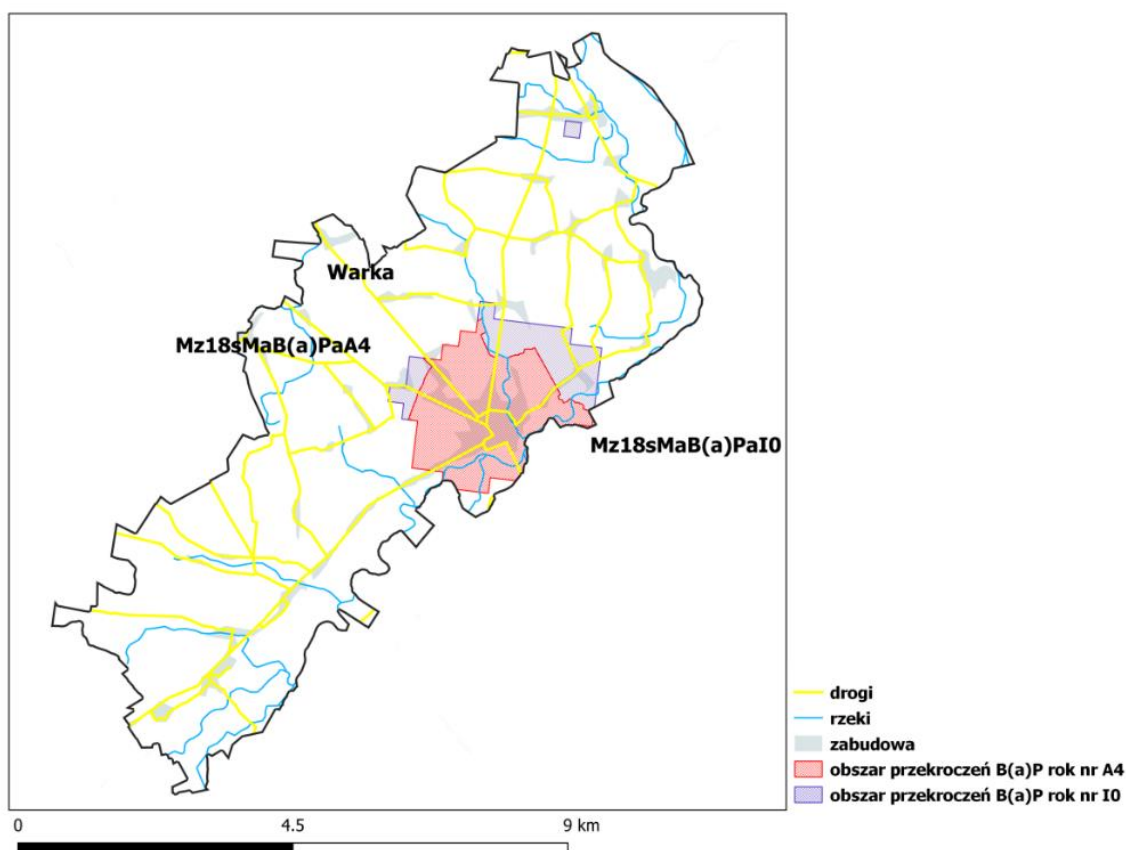 Warka
Mz18sMaB(a)PaA4
Mz18sMaB(a)PaI0
drogi
rzeki
zabudowa
obszar przekroczeń B(a)P rok nr A4
obszar przekroczeń B(a)P rok nr I0
0 4.5 9 km